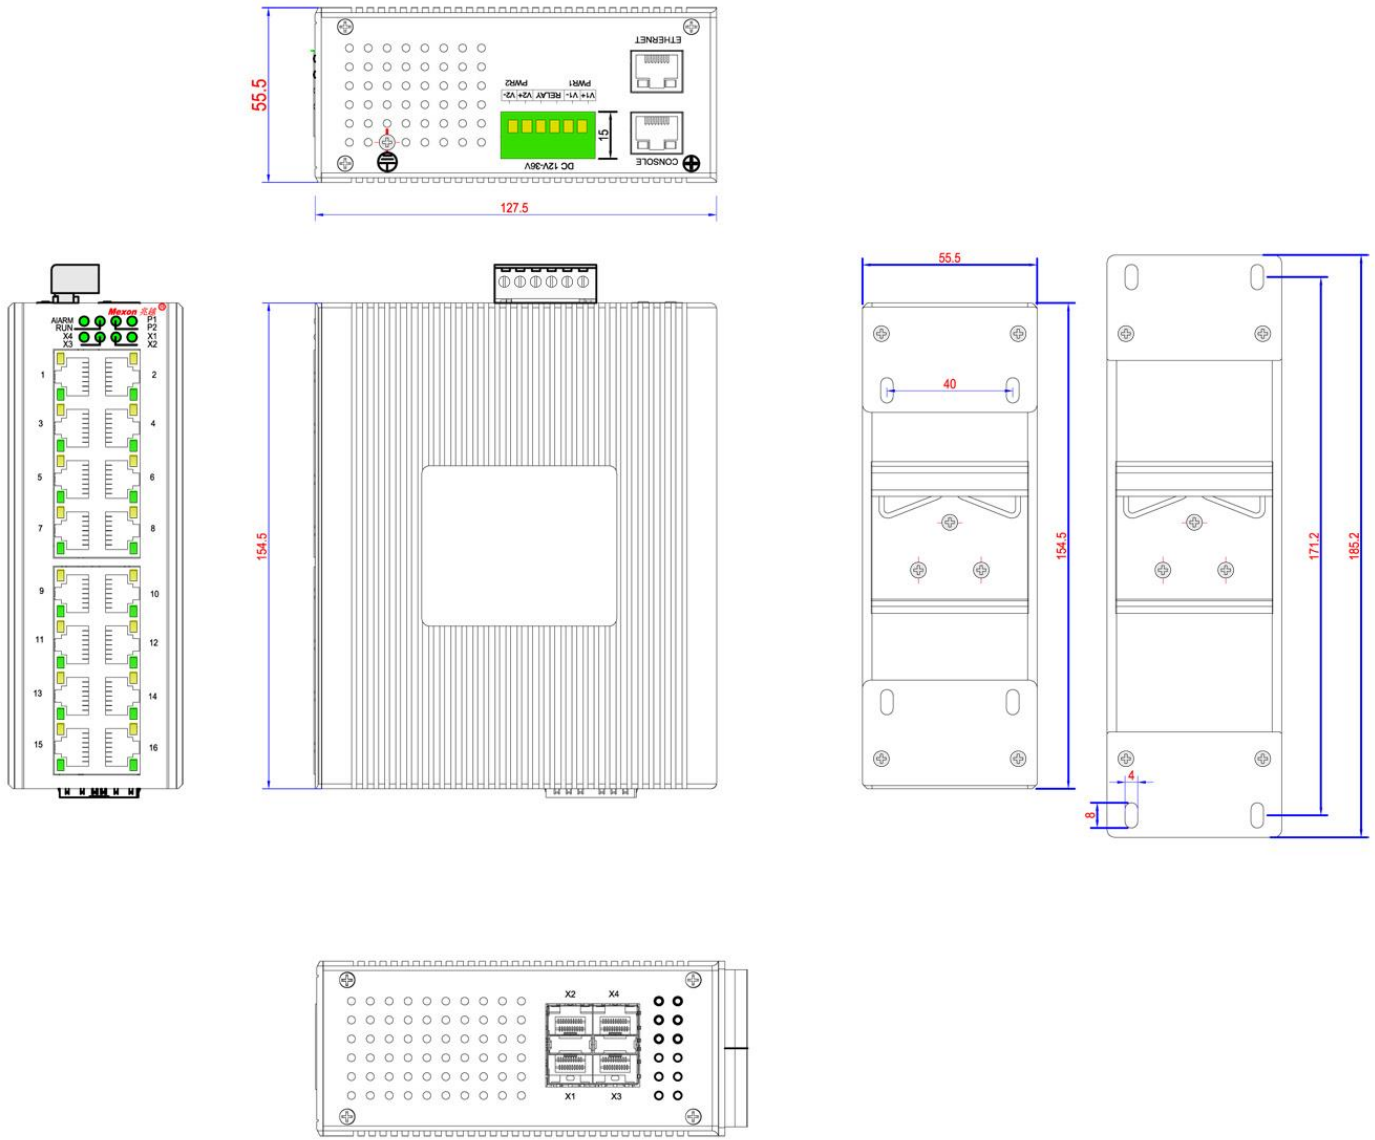 ETHERNET
55.5
PWR2 PWR1
V2- V2+ RELAY V1- V1+
15
DC 12V-36V
CONSOLE
127.5
Mexon 兆越®
AlARM P1
RUN P2
X4 X1
X3 X2
1 2
3 4
5 6
7 8
9 10
11 12
13 14
15 16
154.5
55.5
40
154.5
171.2
185.2
4
8
X2 X4
X1 X3